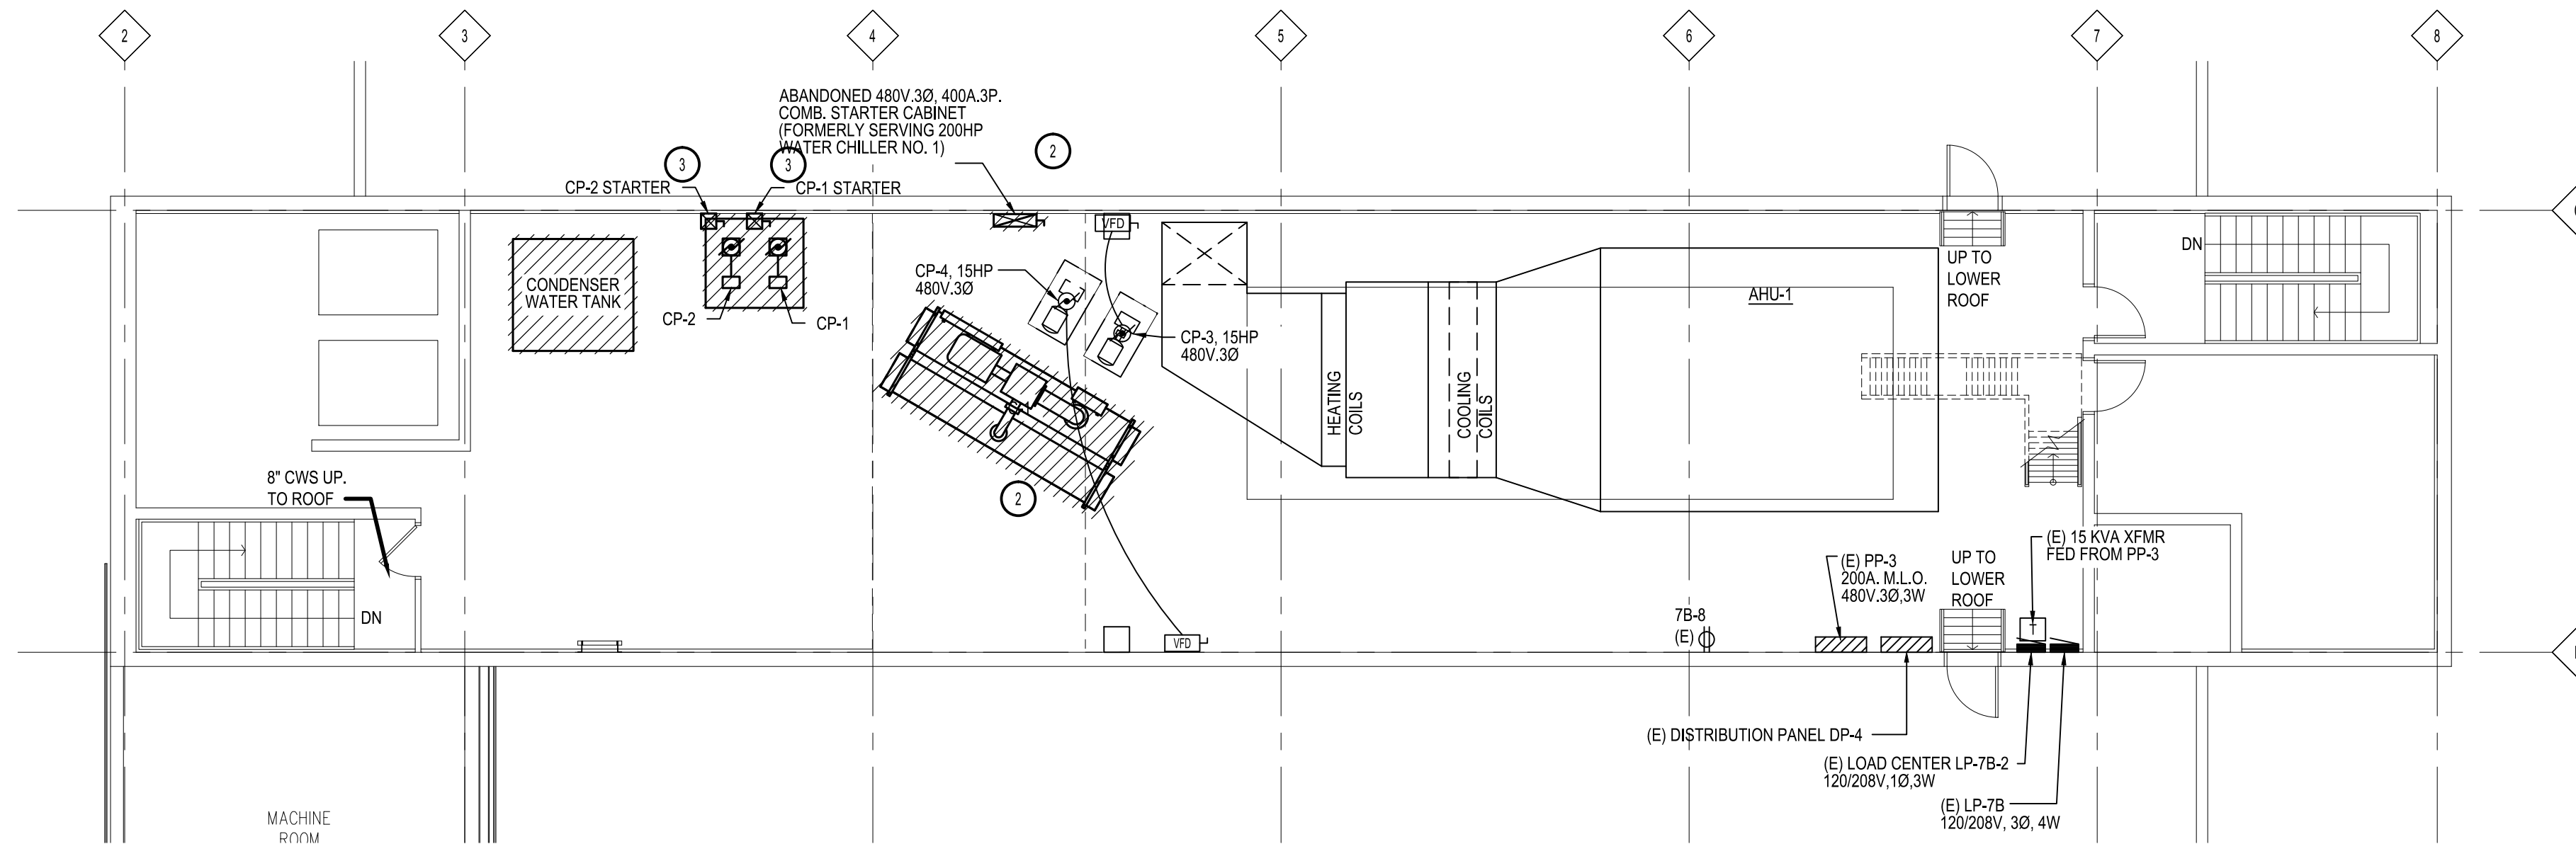 2
3
4
5
6
7
8
ABANDONED 480V.3Ø, 400A.3P.
COMB. STARTER CABINET
(FORMERLY SERVING 200HP
WATER CHILLER NO. 1)
2
3
3
CP-2 STARTER
CP-1 STARTER
VFD
CONDENSER
WATER TANK
CP-2
CP-1
CP-4, 15HP
480V.3Ø
CP-3, 15HP
480V.3Ø
HEATING
COILS
COOLING
COILS
AHU-1
UP TO
LOWER
ROOF
DN
2
8" CWS UP.
TO ROOF
DN
VFD
7B-8
(E)
(E) PP-3
200A. M.L.O.
480V.3Ø,3W
UP TO
LOWER
ROOF
(E) 15 KVA XFMR
FED FROM PP-3
T
(E) DISTRIBUTION PANEL DP-4
(E) LOAD CENTER LP-7B-2
120/208V,1Ø,3W
(E) LP-7B
120/208V, 3Ø, 4W
MACHINE
ROOM